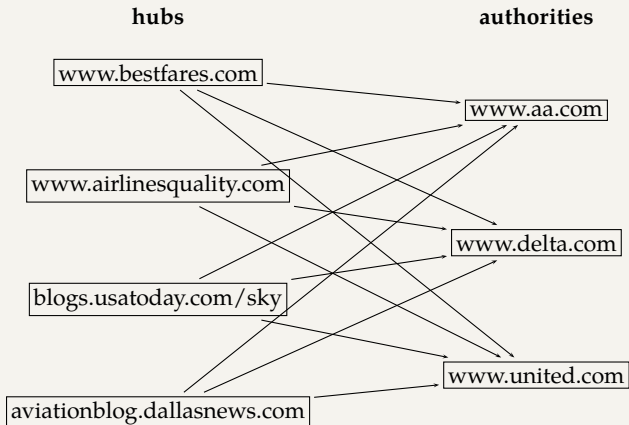 hubs
authorities
www.bestfares.com
www.aa.com
www.airlinesquality.com
www.delta.com
blogs.usatoday.com/sky
www.united.com
aviationblog.dallasnews.com